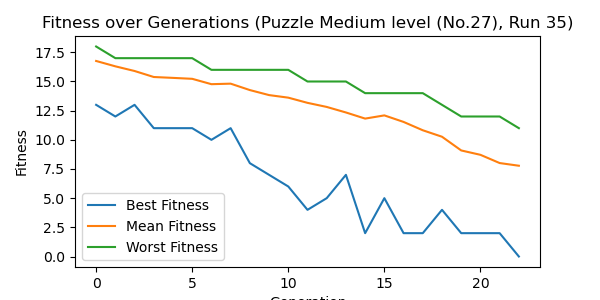 Fitness over Generations (Puzzle Medium level (No.27), Run 35)
17.5
15.0
12.5
10.0
7.5
5.0
2.5
0.0
Fitness
Best Fitness
Mean Fitness
Worst Fitness
0 5 10 15 20
Generation